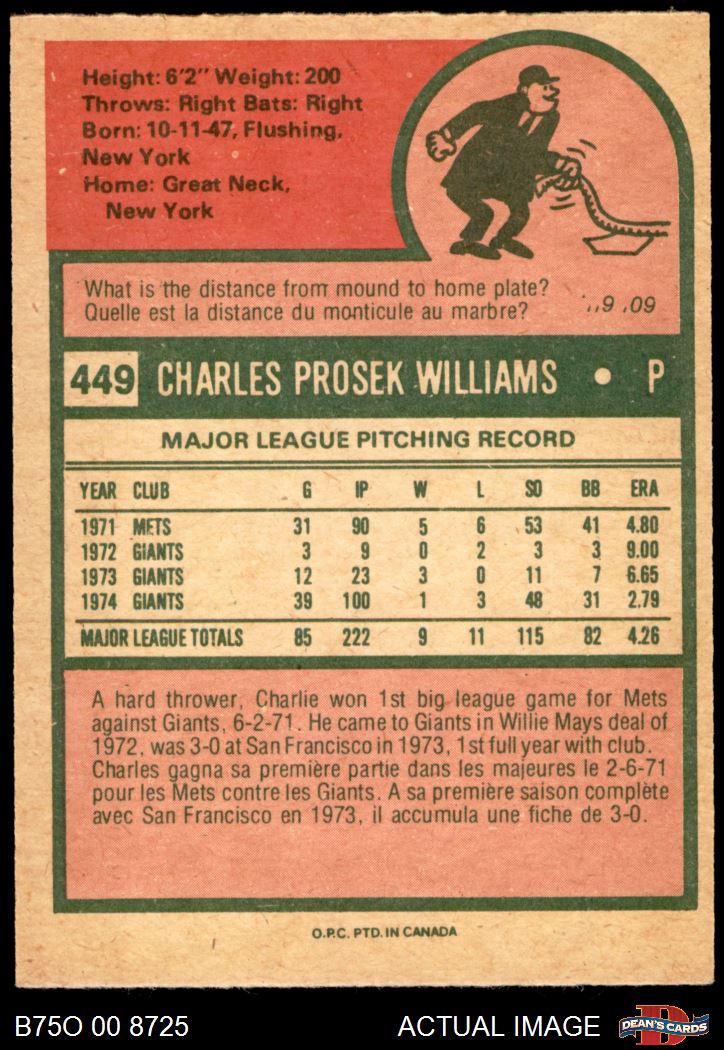 Height: 6'2" Weight: 200
Throws: Right Bats: Right
Born: 10-11-47, Flushing,
New York
Home: Great Neck,
New York
What is the distance from mound to home plate?
Quelle est la distance du monticule au marbre?
60' 6''
449 CHARLES PROSEK WILLIAMS • P
MAJOR LEAGUE PITCHING RECORD
YEAR CLUB G IP W L SO BB ERA
1971 METS 31 90 5 6 53 41 4.80
1972 GIANTS 3 9 0 2 3 3 9.00
1973 GIANTS 12 23 3 0 11 7 6.65
1974 GIANTS 39 100 1 3 48 31 2.79
MAJOR LEAGUE TOTALS 85 222 9 11 115 82 4.26
A hard thrower, Charlie won 1st big league game for Mets
against Giants, 6-2-71. He came to Giants in Willie Mays deal of
1972, was 3-0 at San Francisco in 1973, 1st full year with club.
Charles gagna sa première partie dans les majeures le 2-6-71
pour les Mets contre les Giants. A sa première saison complète
avec San Francisco en 1973, il accumula une fiche de 3-0.
O.P.C. PTD. IN CANADA
B75O 00 8725
ACTUAL IMAGE
D
DEAN'S CARDS